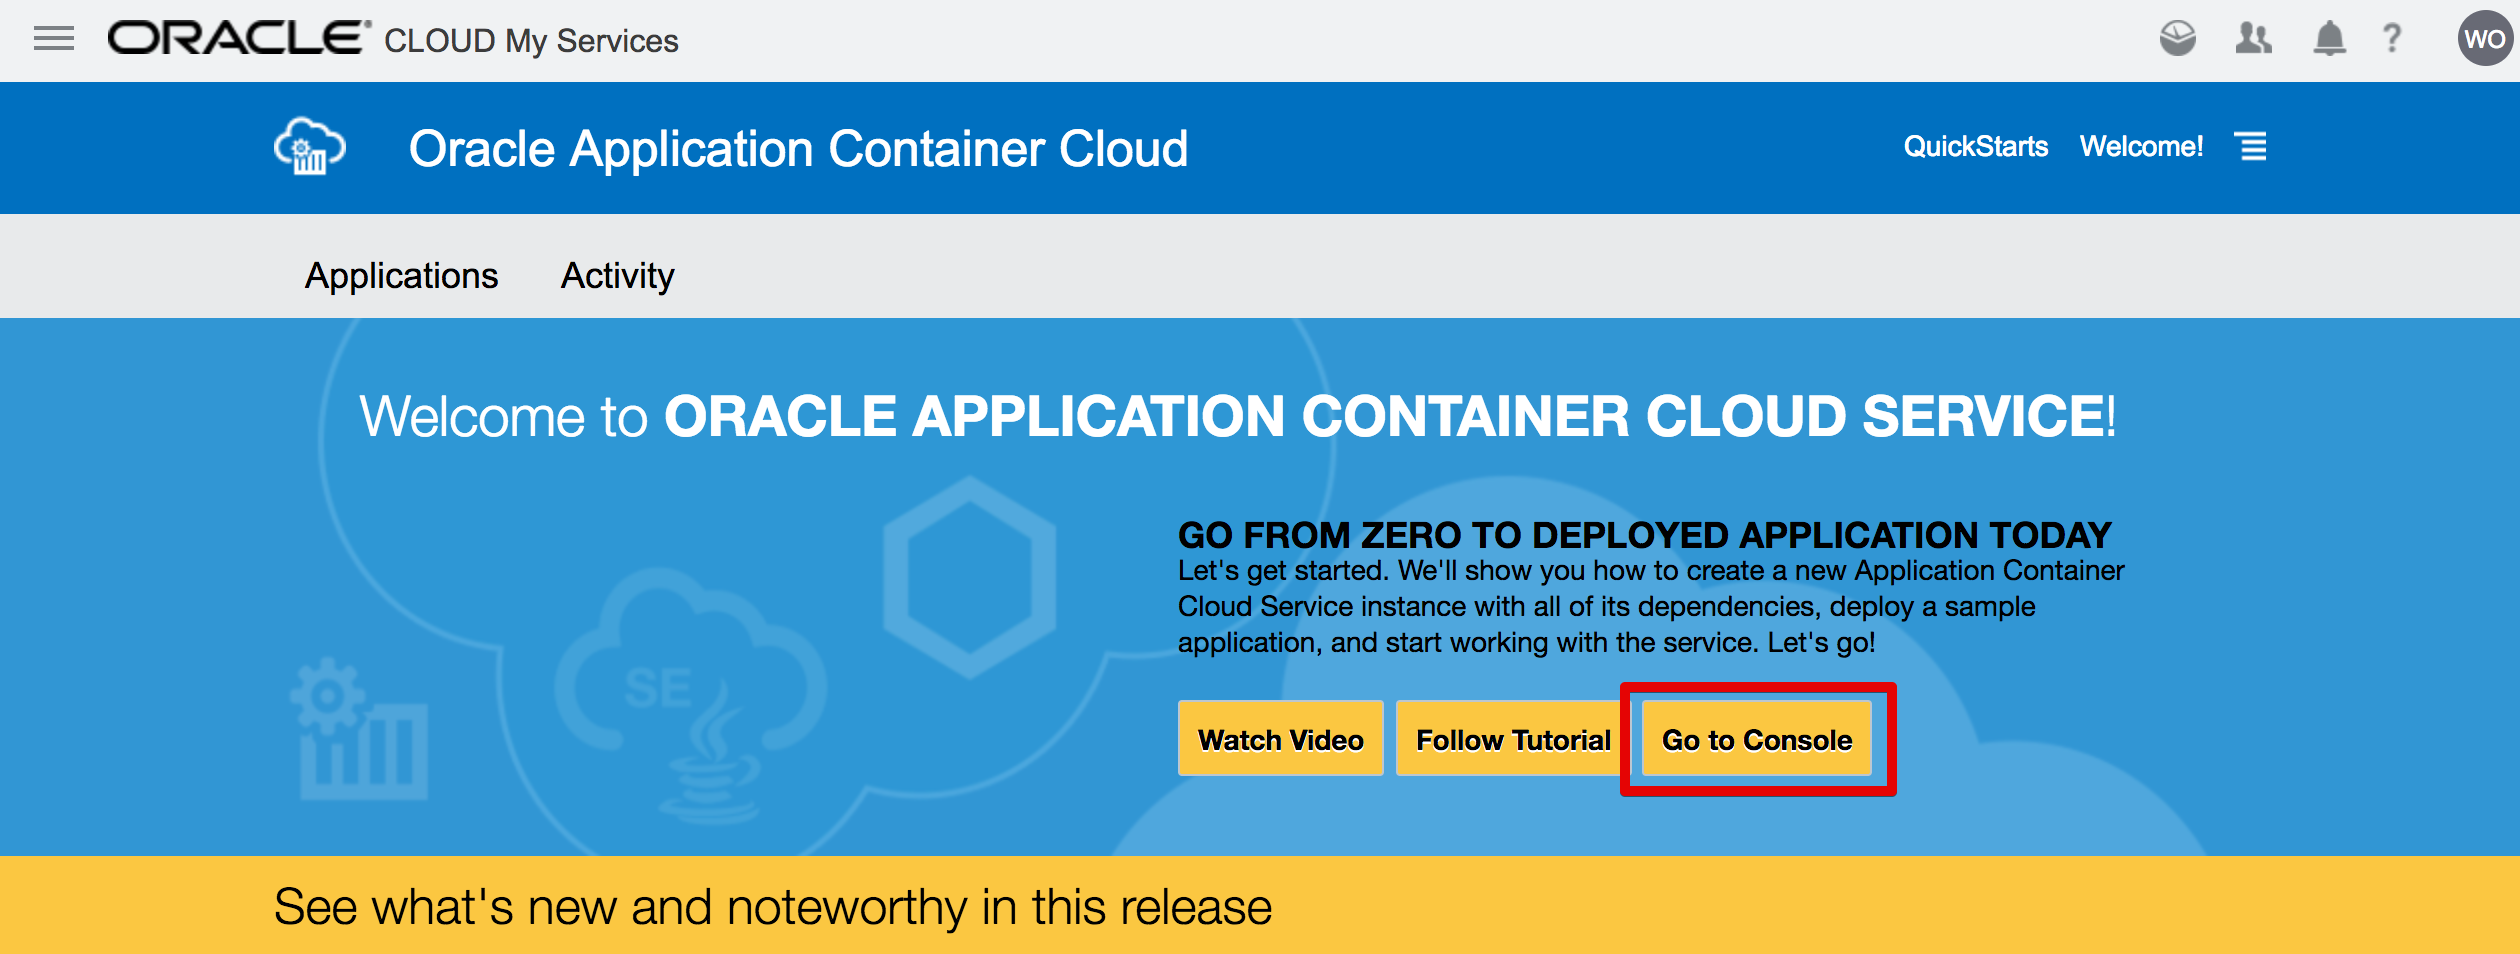 ORACLE® CLOUD My Services
?
WO
Oracle Application Container Cloud
QuickStarts
Welcome!
Applications
Activity
Welcome to ORACLE APPLICATION CONTAINER CLOUD SERVICE!
GO FROM ZERO TO DEPLOYED APPLICATION TODAY
Let's get started. We'll show you how to create a new Application Container
Cloud Service instance with all of its dependencies, deploy a sample
application, and start working with the service. Let's go!
SE
Watch Video
Follow Tutorial
Go to Console
See what's new and noteworthy in this release